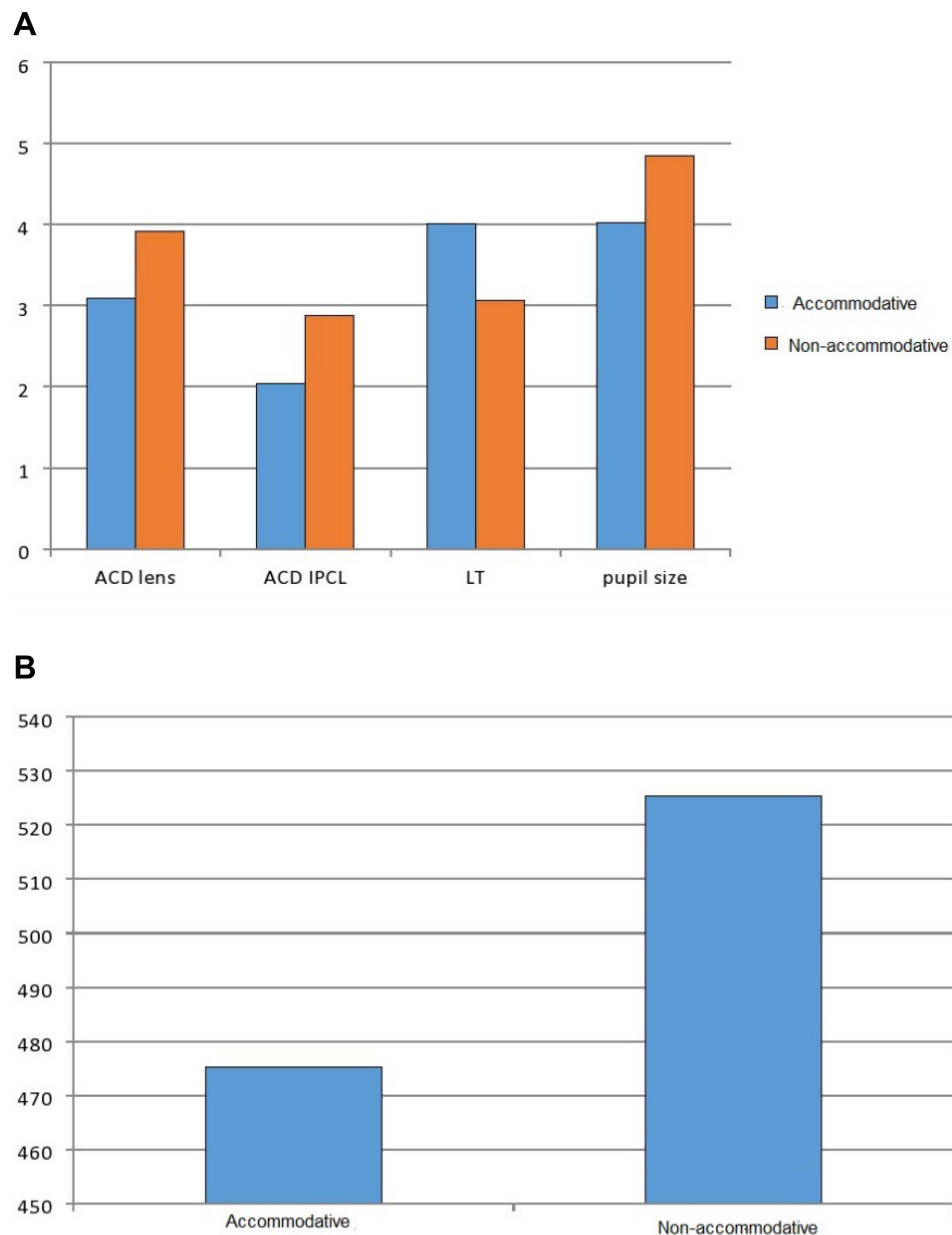 A
6
5
4
3
2
1
0
ACD lens ACD IPCL LT pupil size
Accommodative
Non-accommodative
B
540
530
520
510
500
490
480
470
460
450
Accommodative Non-accommodative